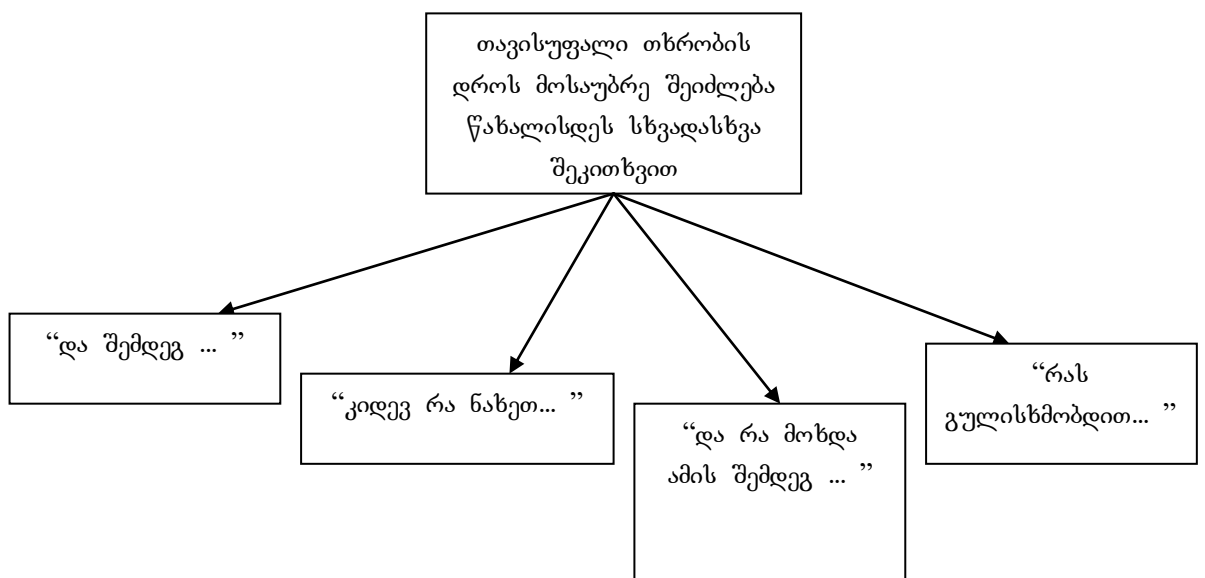 თავისუფალი თხრობის
დროს მოსაუბრე შეიძლება
წახალისდეს სხვადასხვა
შეკითხვით
“და შემდეგ ... ”
“კიდევ რა ნახეთ... ”
“და რა მოხდა
ამის შემდეგ ... ”
“რას
გულისხმობდით... ”